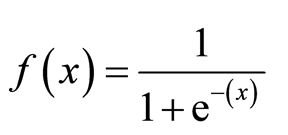 f(x) = 1 / (1 + e^{-(x)})